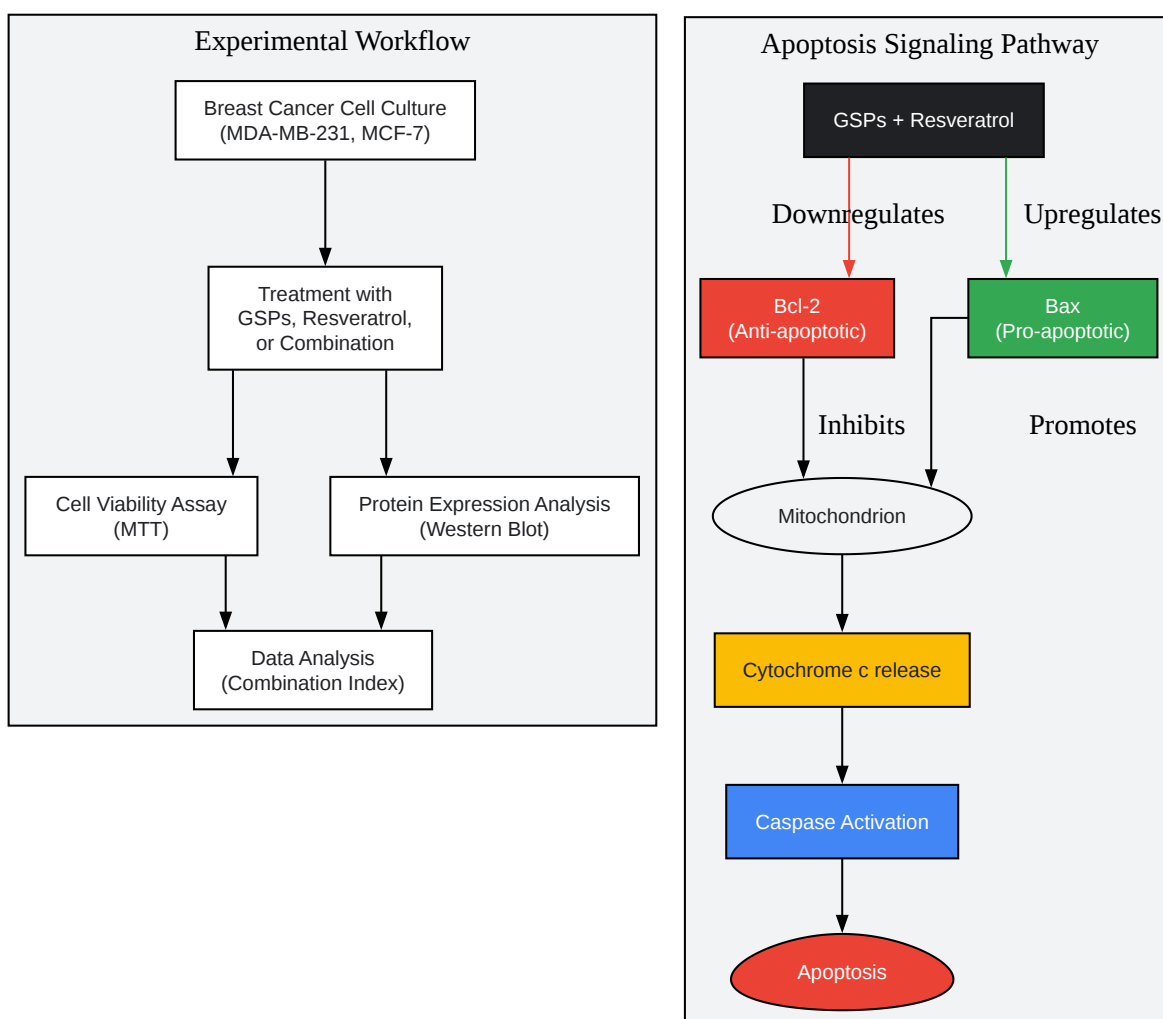 Experimental Workflow
Breast Cancer Cell Culture
(MDA-MB-231, MCF-7)
Treatment with
GSPs, Resveratrol,
or Combination
Cell Viability Assay
(MTT)
Protein Expression Analysis
(Western Blot)
Data Analysis
(Combination Index)
Apoptosis Signaling Pathway
GSPs + Resveratrol
Downregulates
Upregulates
Bcl-2
(Anti-apoptotic)
Bax
(Pro-apoptotic)
Inhibits
Promotes
Mitochondrion
Cytochrome c release
Caspase Activation
Apoptosis